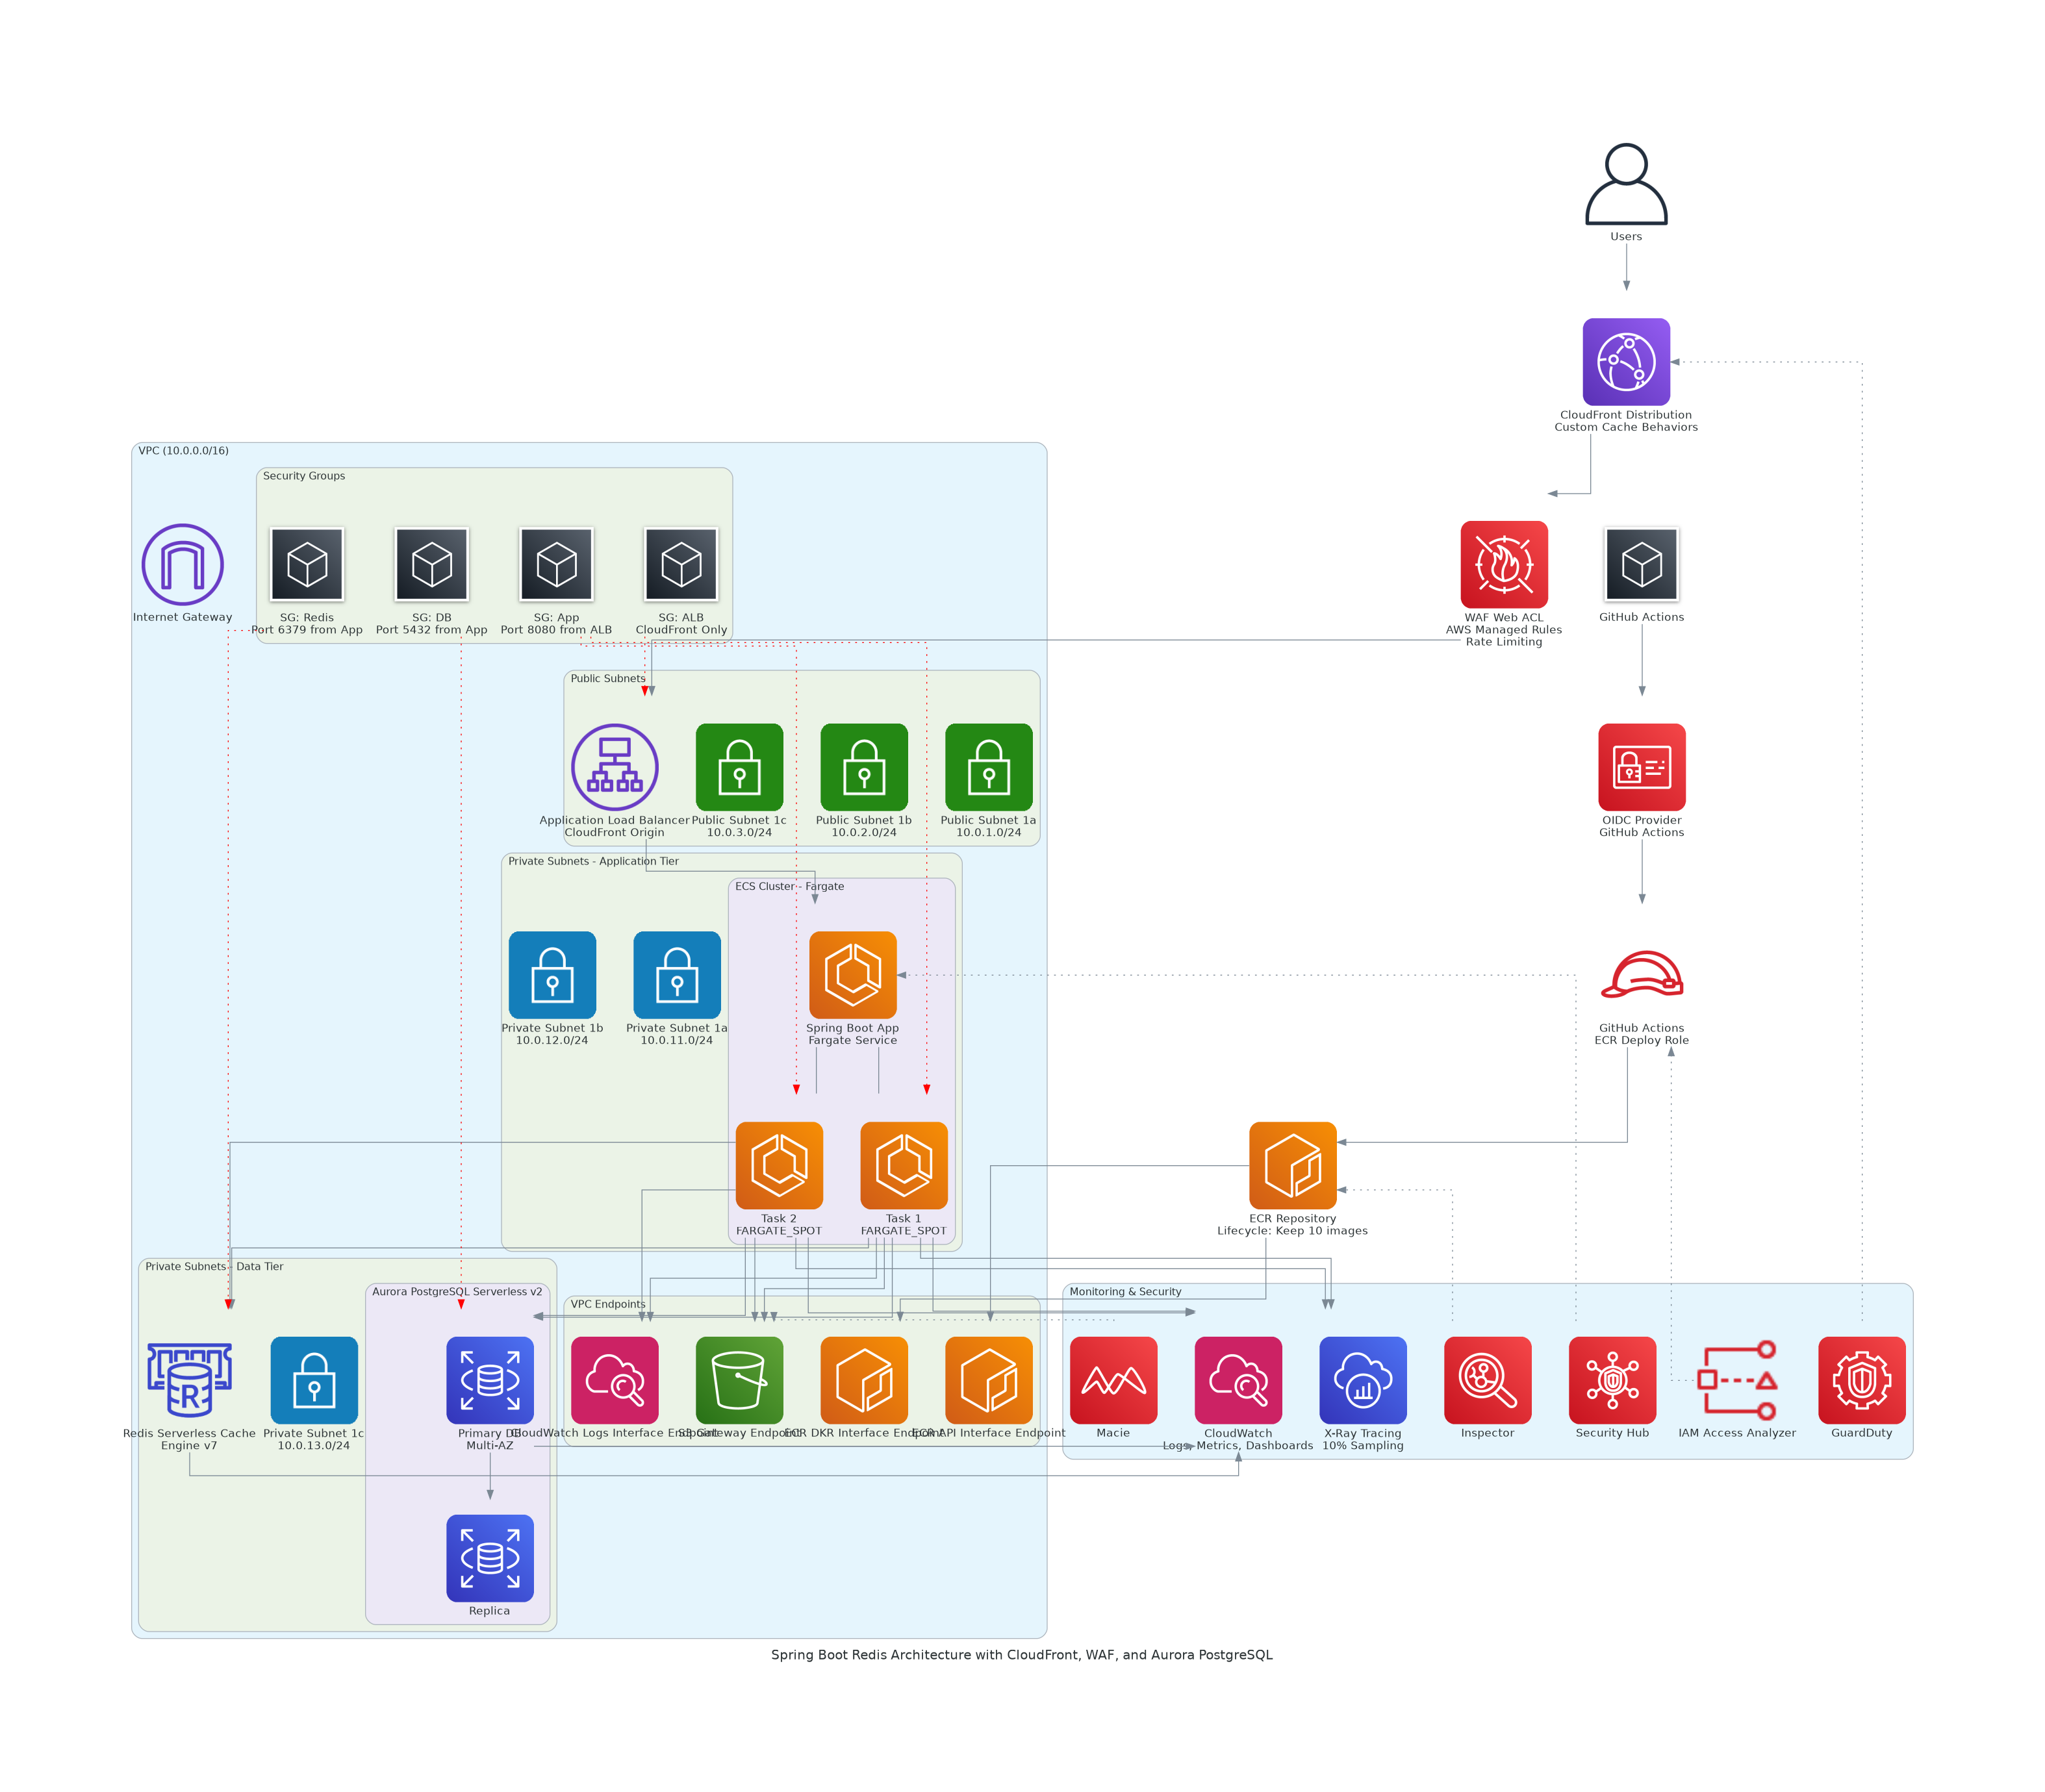 Users
CloudFront Distribution
Custom Cache Behaviors
VPC (10.0.0.0/16)
Security Groups
Internet Gateway
SG: Redis
Port 6379 from App
SG: DB
Port 5432 from App
SG: App
Port 8080 from ALB
SG: ALB
CloudFront Only
WAF Web ACL
AWS Managed Rules
Rate Limiting
GitHub Actions
Public Subnets
Application Load Balancer
CloudFront Origin
Public Subnet 1c
10.0.3.0/24
Public Subnet 1b
10.0.2.0/24
Public Subnet 1a
10.0.1.0/24
OIDC Provider
GitHub Actions
Private Subnets - Application Tier
ECS Cluster - Fargate
Private Subnet 1b
10.0.12.0/24
Private Subnet 1a
10.0.11.0/24
Spring Boot App
Fargate Service
GitHub Actions
ECR Deploy Role
Task 2
FARGATE_SPOT
Task 1
FARGATE_SPOT
ECR Repository
Lifecycle: Keep 10 images
Private Subnets - Data Tier
Aurora PostgreSQL Serverless v2
VPC Endpoints
Monitoring & Security
Redis Serverless Cache
Engine v7
Private Subnet 1c
10.0.13.0/24
Primary DB
Multi-AZ
CloudWatch Logs Interface Endpoint
S3 Gateway Endpoint
ECR DKR Interface Endpoint
ECR API Interface Endpoint
Macie
CloudWatch
Logs, Metrics, Dashboards
X-Ray Tracing
10% Sampling
Inspector
Security Hub
IAM Access Analyzer
GuardDuty
Replica
Spring Boot Redis Architecture with CloudFront, WAF, and Aurora PostgreSQL